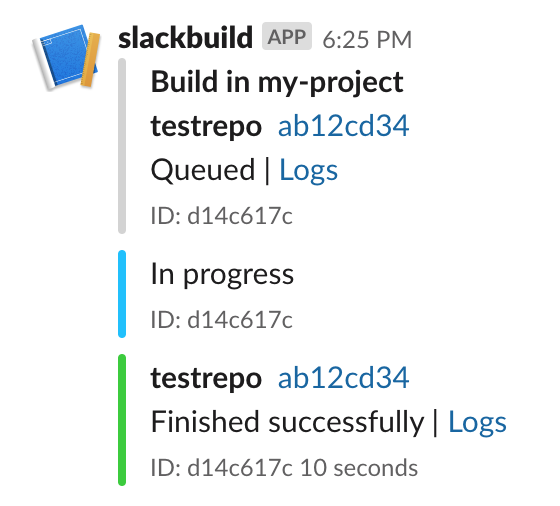 slackbuild APP 6:25 PM
Build in my-project
testrepo ab12cd34
Queued | Logs
ID: d14c617c
In progress
ID: d14c617c
testrepo ab12cd34
Finished successfully | Logs
ID: d14c617c 10 seconds